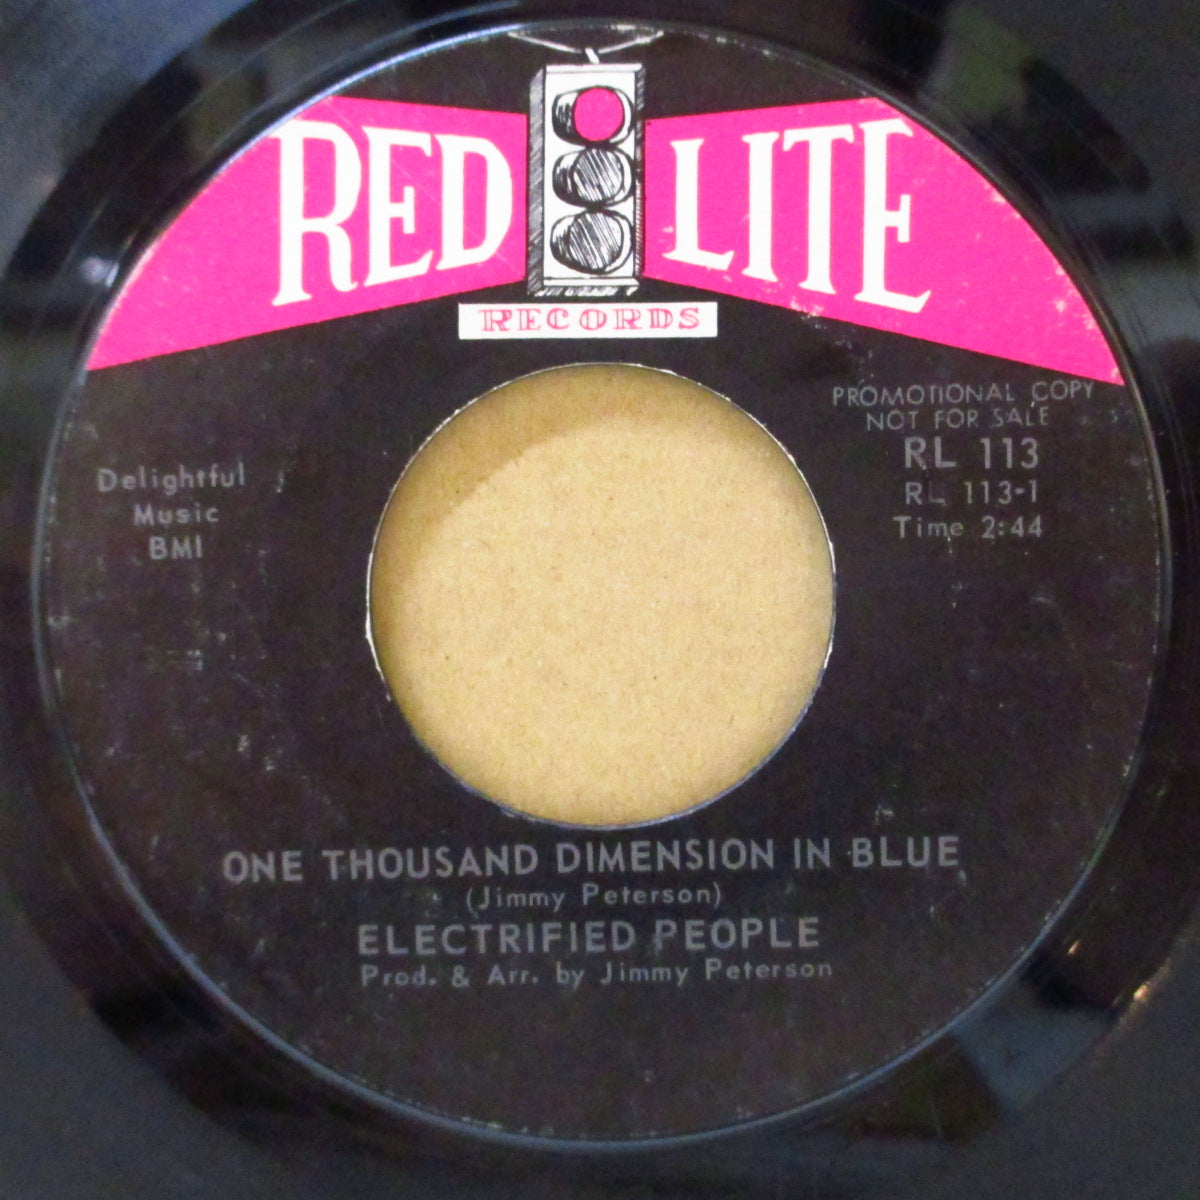 RED LITE
RECORDS
PROMOTIONAL COPY
NOT FOR SALE
RL 113
RL 113-1
Time 2:44
Delightful
Music
BMI
ONE THOUSAND DIMENSION IN BLUE
(Jimmy Peterson)
ELECTRIFIED PEOPLE
Prod. & Arr. by Jimmy Peterson